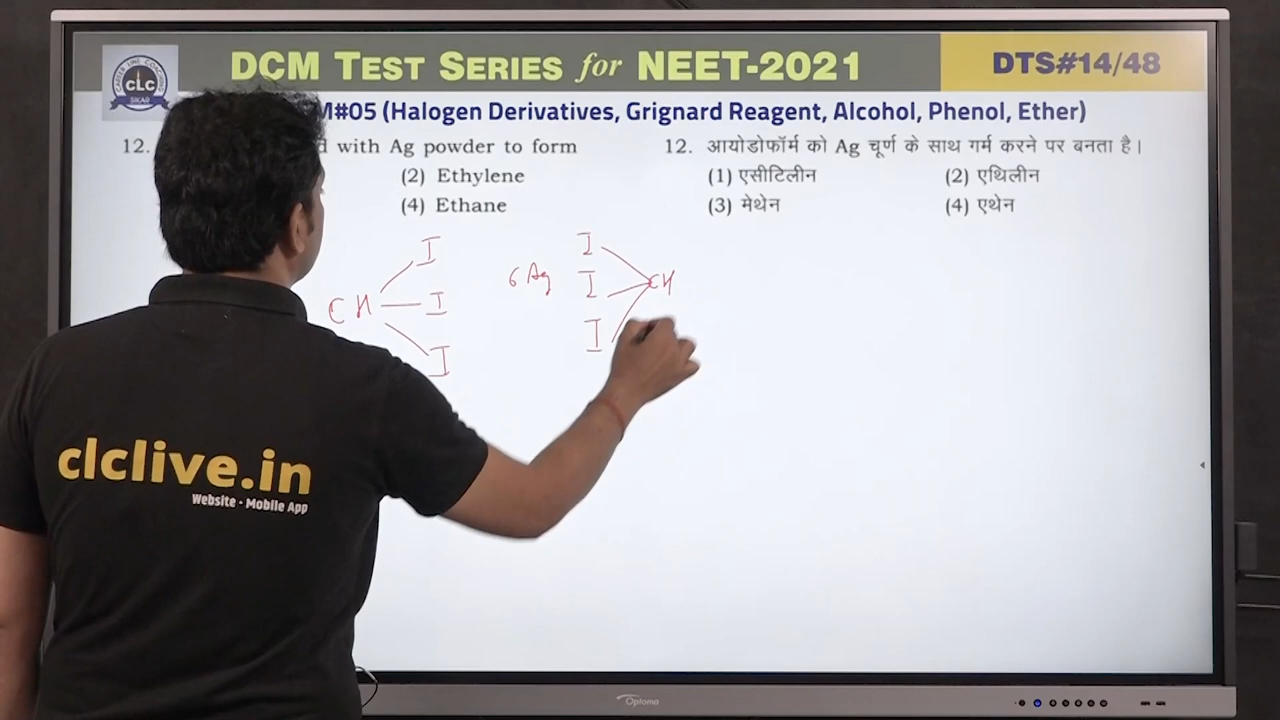 DCM TEST SERIES for NEET-2021
DTS#14/48
CLC
SIKAR
M#05 (Halogen Derivatives, Grignard Reagent, Alcohol, Phenol, Ether)
12. d with Ag powder to form
(2) Ethylene
(4) Ethane
12. आयोडोफॉर्म को Ag चूर्ण के साथ गर्म करने पर बनता है।
(1) एसीटिलीन (2) एथिलीन
(3) मेथेन (4) एथेन
I I
6 Ag I CH
CH I
I
I
clclive.in
Website - Mobile App
Optoma